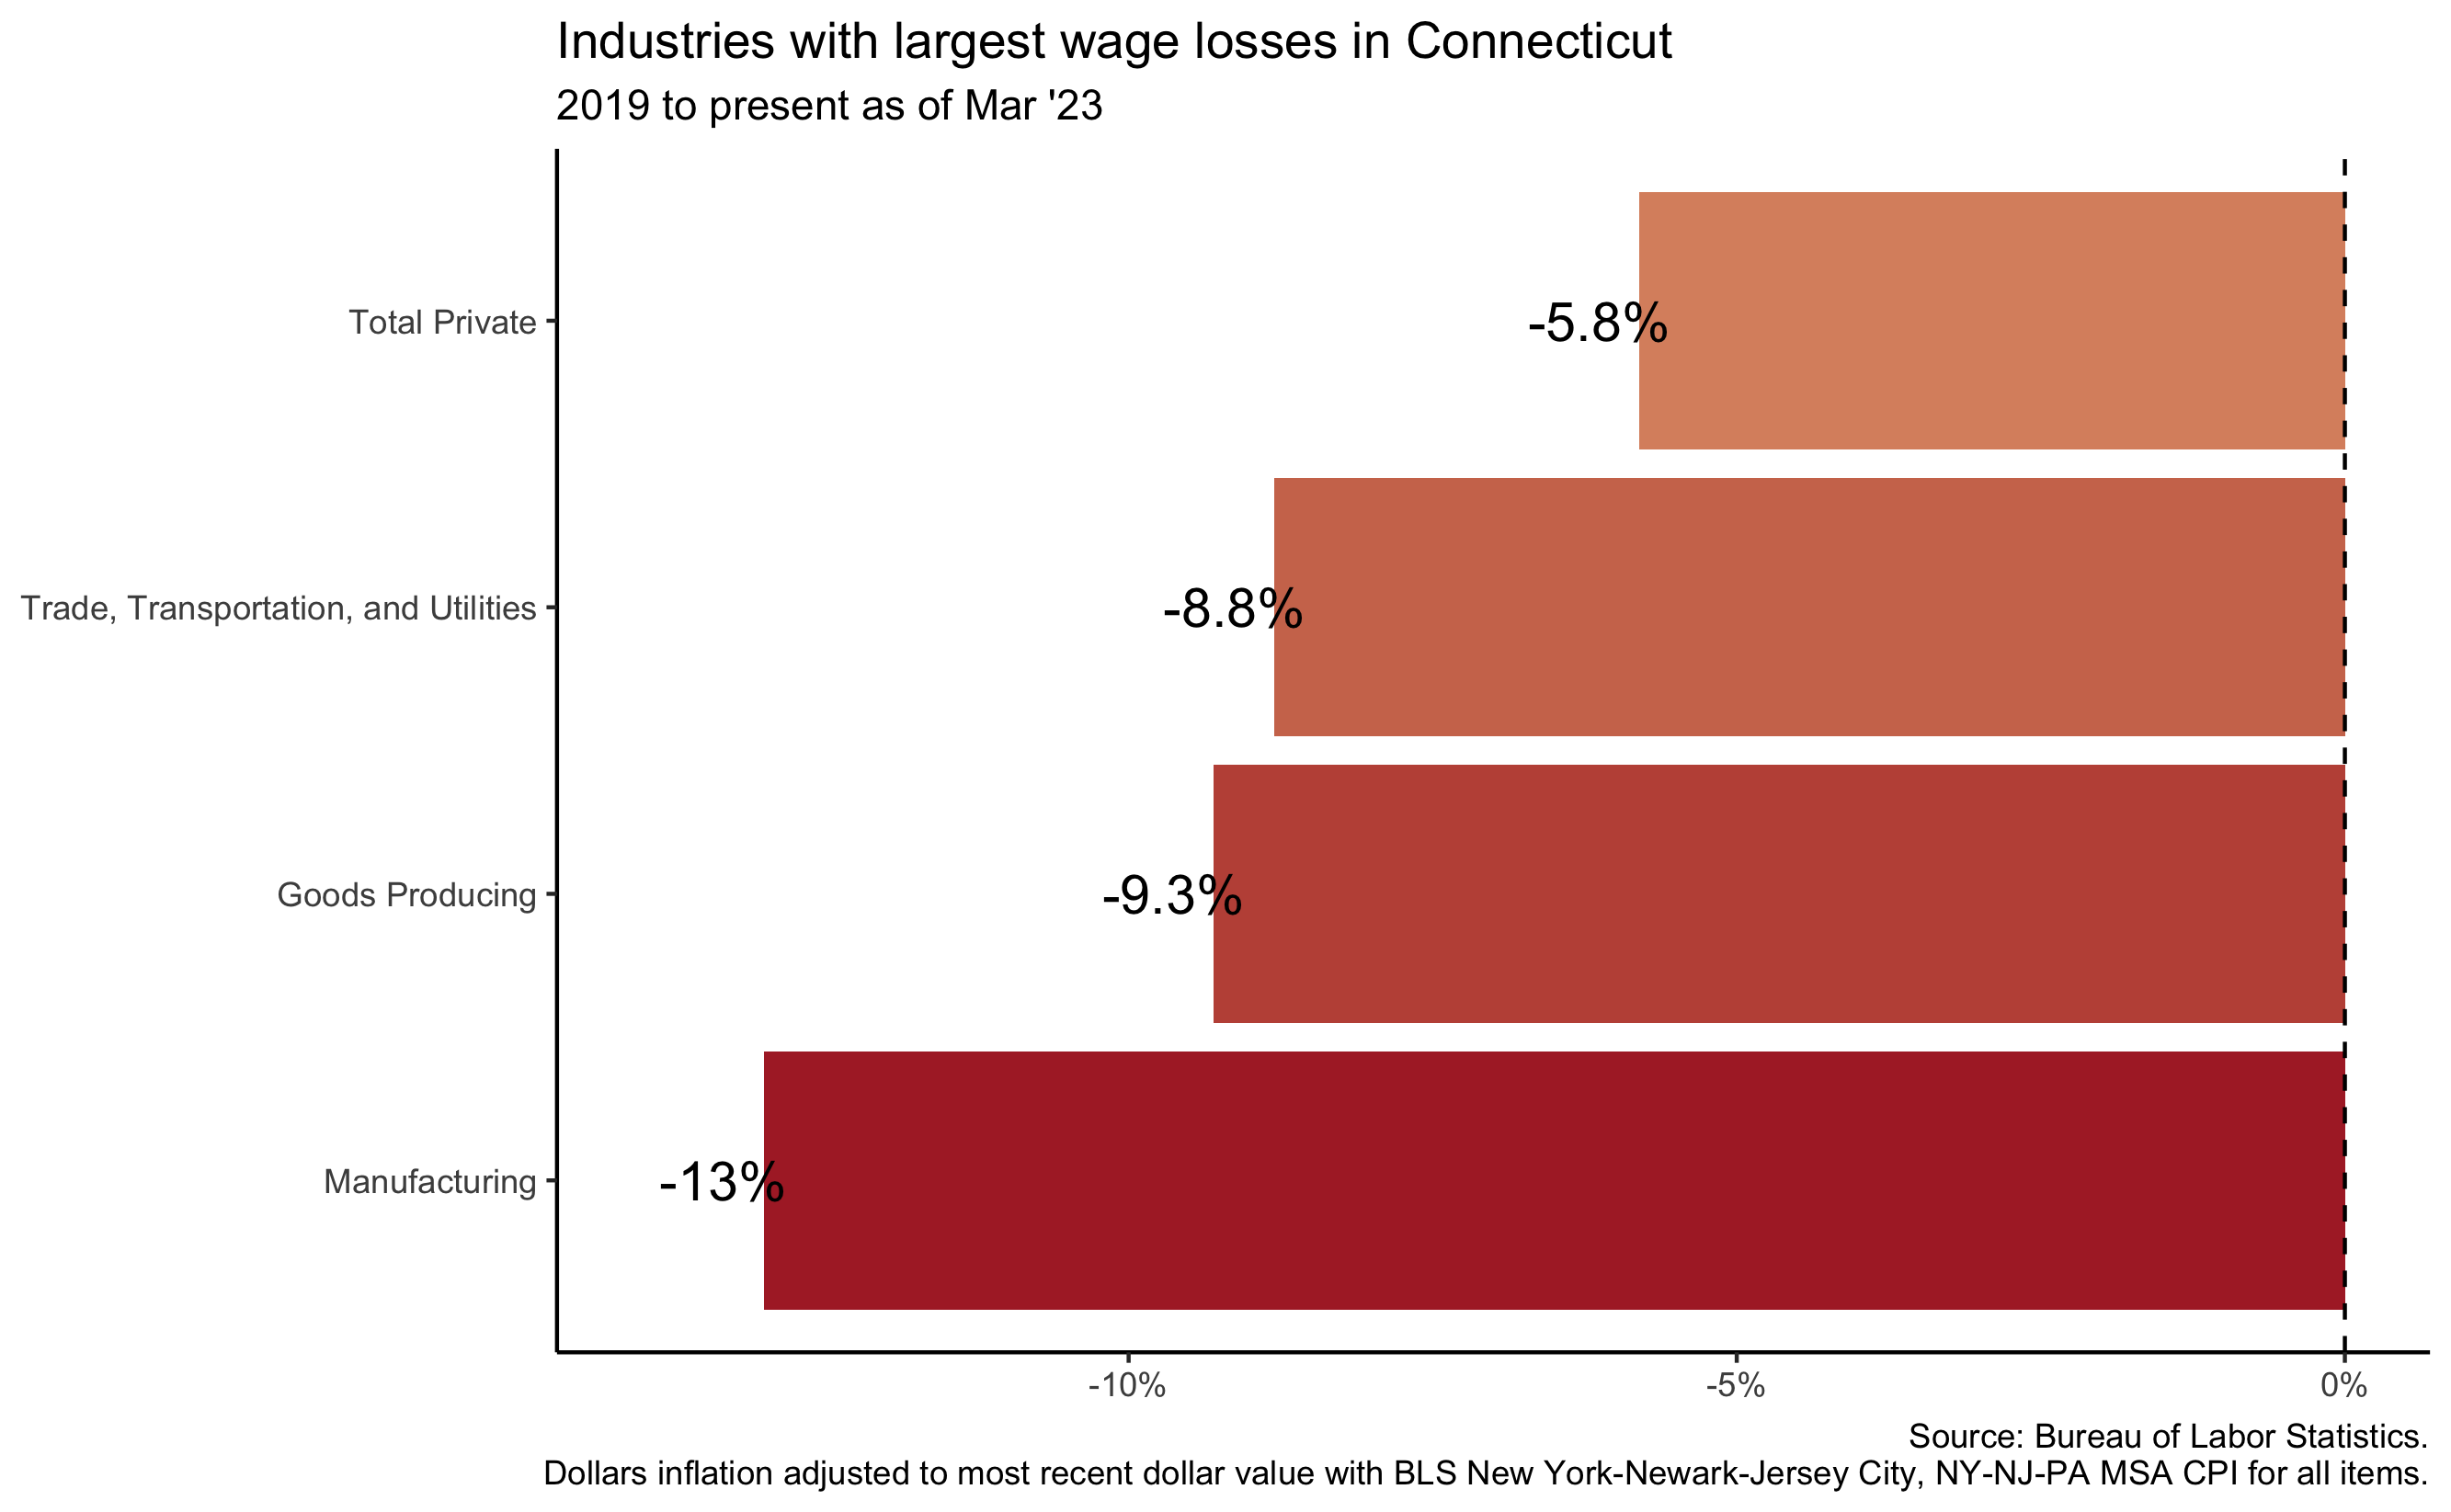 Industries with largest wage losses in Connecticut
2019 to present as of Mar '23
Total Private
-5.8%
Trade, Transportation, and Utilities
-8.8%
Goods Producing
-9.3%
Manufacturing
-13%
-10%
-5%
0%
Source: Bureau of Labor Statistics.
Dollars inflation adjusted to most recent dollar value with BLS New York-Newark-Jersey City, NY-NJ-PA MSA CPI for all items.